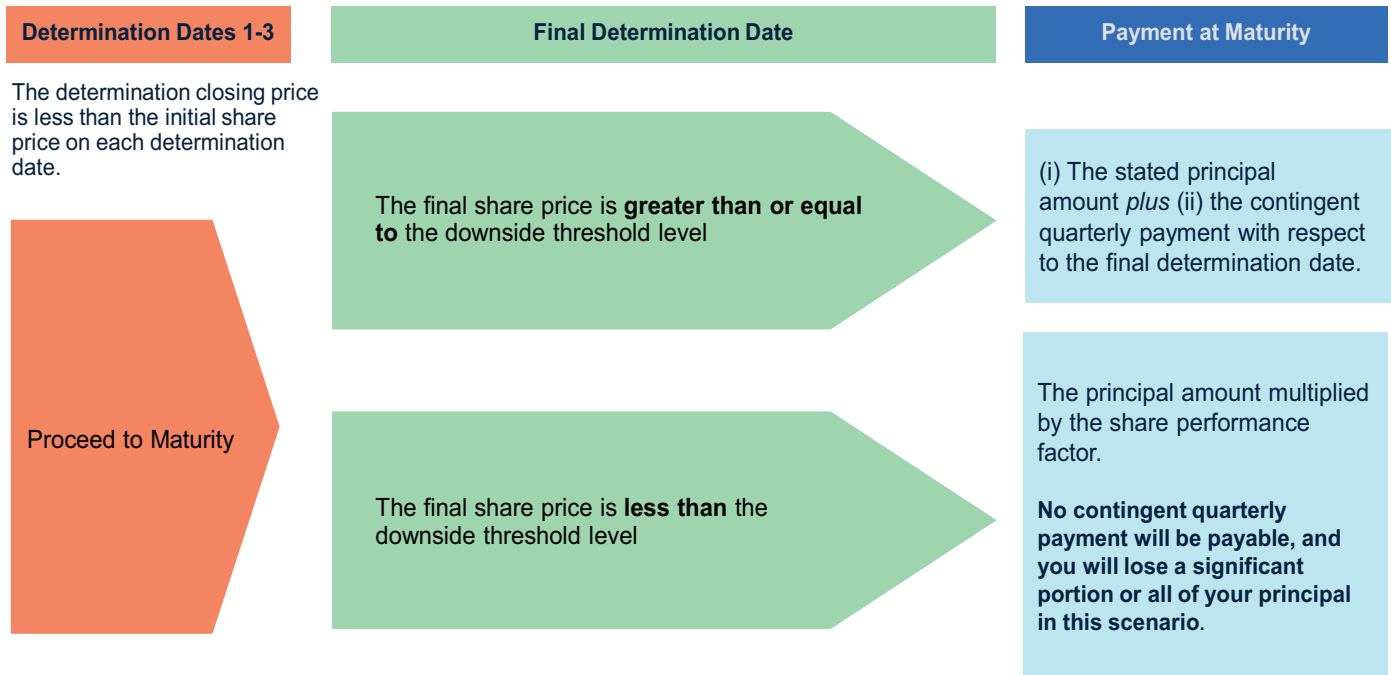 Determination Dates 1-3
Final Determination Date
Payment at Maturity
The determination closing price
is less than the initial share
price on each determination
date.
Proceed to Maturity
The final share price is greater than or equal
to the downside threshold level
(i) The stated principal
amount plus (ii) the contingent
quarterly payment with respect
to the final determination date.
The final share price is less than the
downside threshold level
The principal amount multiplied
by the share performance
factor.
No contingent quarterly
payment will be payable, and
you will lose a significant
portion or all of your principal
in this scenario.